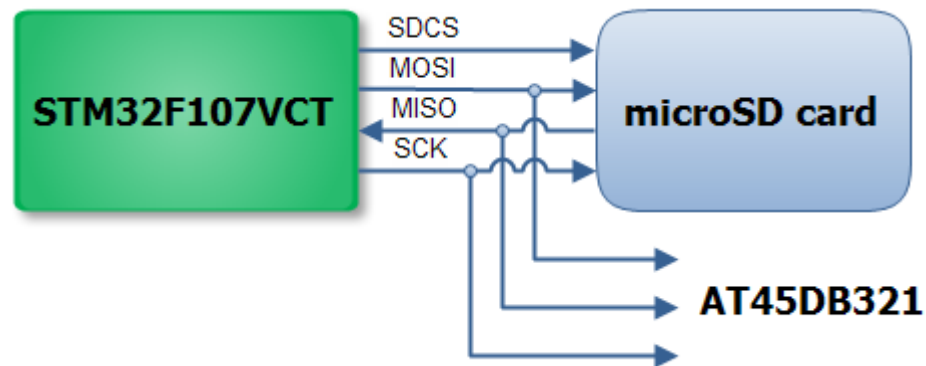 SDCS
MOSI
STM32F107VCT
MISO
microSD card
SCK
AT45DB321